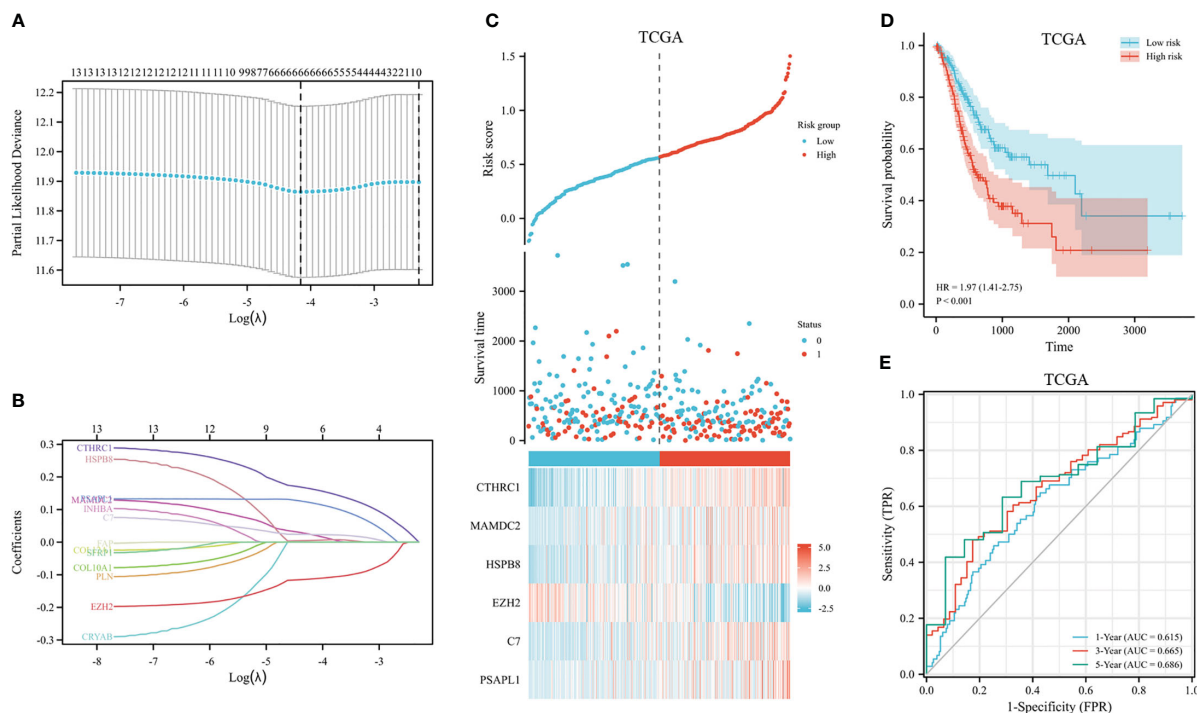 A
13 13 13 13 12 12 12 12 12 12 11 11 11 10 9 9 8 7 7 6 6 6 6 6 6 6 6 6 6 5 5 5 4 4 4 4 3 2 2 1 1 0
12.2
12.1
12.0
11.9
11.8
11.7
11.6
Partial Likelihood Deviance
-7 -6 -5 -4 -3
Log(λ)
B
13 13 12 9 6 4
0.3
0.2
0.1
0.0
-0.1
-0.2
-0.3
Coefficients
CTHRC1
HSPB8
MAMDC2
INHBA
C7
FAP
SFRP1
COL10A1
PLN
EZH2
CRYAB
-8 -7 -6 -5 -4 -3
Log(λ)
C
TCGA
1.5
1.0
0.5
0.0
Risk score
Risk group
Low
High
3000
2000
1000
0
Survival time
Status
0
1
CTHRC1
MAMDC2
HSPB8
EZH2
C7
PSAPL1
5.0
2.5
0.0
-2.5
D
TCGA
Low risk
High risk
1.0
0.8
0.6
0.4
0.2
0.0
Survival probability
HR = 1.97 (1.41-2.75)
P < 0.001
0 1000 2000 3000
Time
E
TCGA
1.0
0.8
0.6
0.4
0.2
0.0
Sensitivity (TPR)
1-Year (AUC = 0.615)
3-Year (AUC = 0.665)
5-Year (AUC = 0.686)
0.0 0.2 0.4 0.6 0.8 1.0
1-Specificity (FPR)